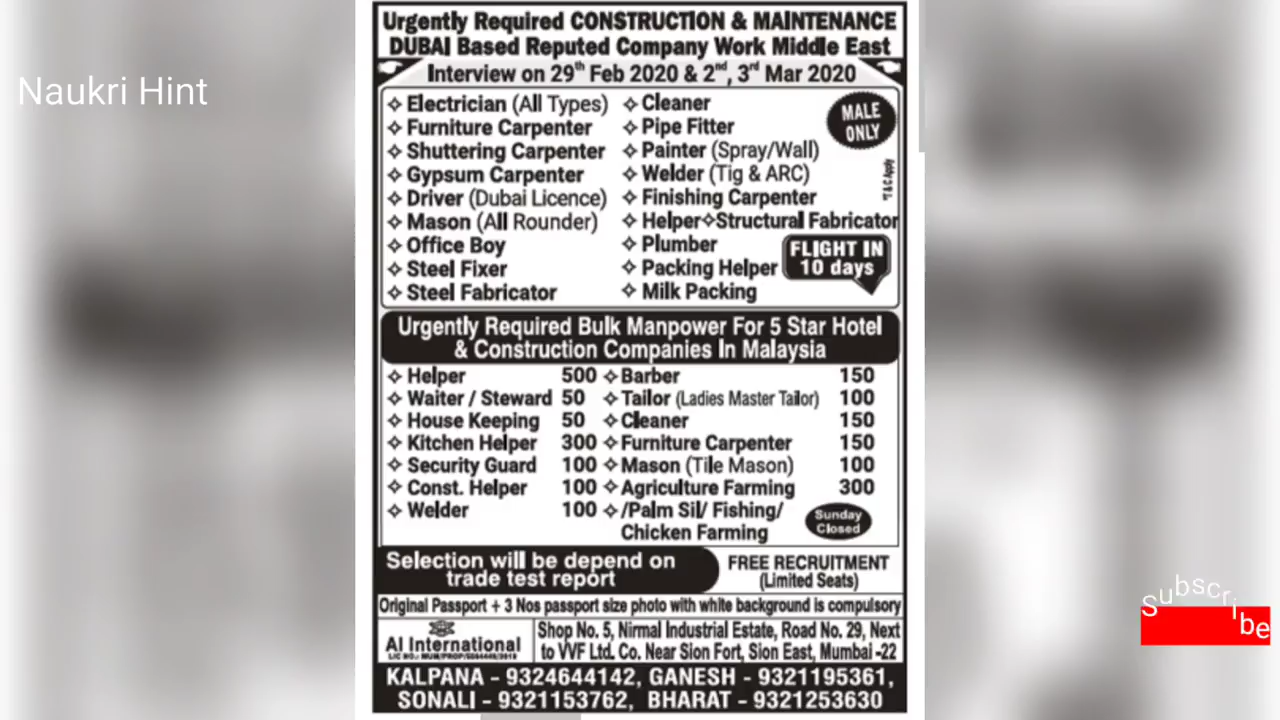 Naukri Hint
Urgently Required CONSTRUCTION & MAINTENANCE
DUBAI Based Reputed Company Work Middle East
Interview on 29th Feb 2020 & 2nd, 3rd Mar 2020
Electrician (All Types)
Furniture Carpenter
Shuttering Carpenter
Gypsum Carpenter
Driver (Dubai Licence)
Mason (All Rounder)
Office Boy
Steel Fixer
Steel Fabricator
Cleaner
Pipe Fitter
Painter (Spray/Wall)
Welder (Tig & ARC)
Finishing Carpenter
Helper Structural Fabricator
Plumber
Packing Helper
Milk Packing
MALE
ONLY
*T & C Apply
FLIGHT IN
10 days
Urgently Required Bulk Manpower For 5 Star Hotel
& Construction Companies In Malaysia
Helper 500
Waiter / Steward 50
House Keeping 50
Kitchen Helper 300
Security Guard 100
Const. Helper 100
Welder 100
Barber 150
Tailor (Ladies Master Tailor) 100
Cleaner 150
Furniture Carpenter 150
Mason (Tile Mason) 100
Agriculture Farming 300
/Palm Sil/ Fishing/
Chicken Farming
Sunday
Closed
Selection will be depend on
trade test report
FREE RECRUITMENT
(Limited Seats)
Original Passport + 3 Nos passport size photo with white background is compulsory
Al International
Shop No. 5, Nirmal Industrial Estate, Road No. 29, Next
to VVF Ltd. Co. Near Sion Fort, Sion East, Mumbai -22
KALPANA - 9324644142, GANESH - 9321195361,
SONALI - 9321153762, BHARAT - 9321253630
Subscribe